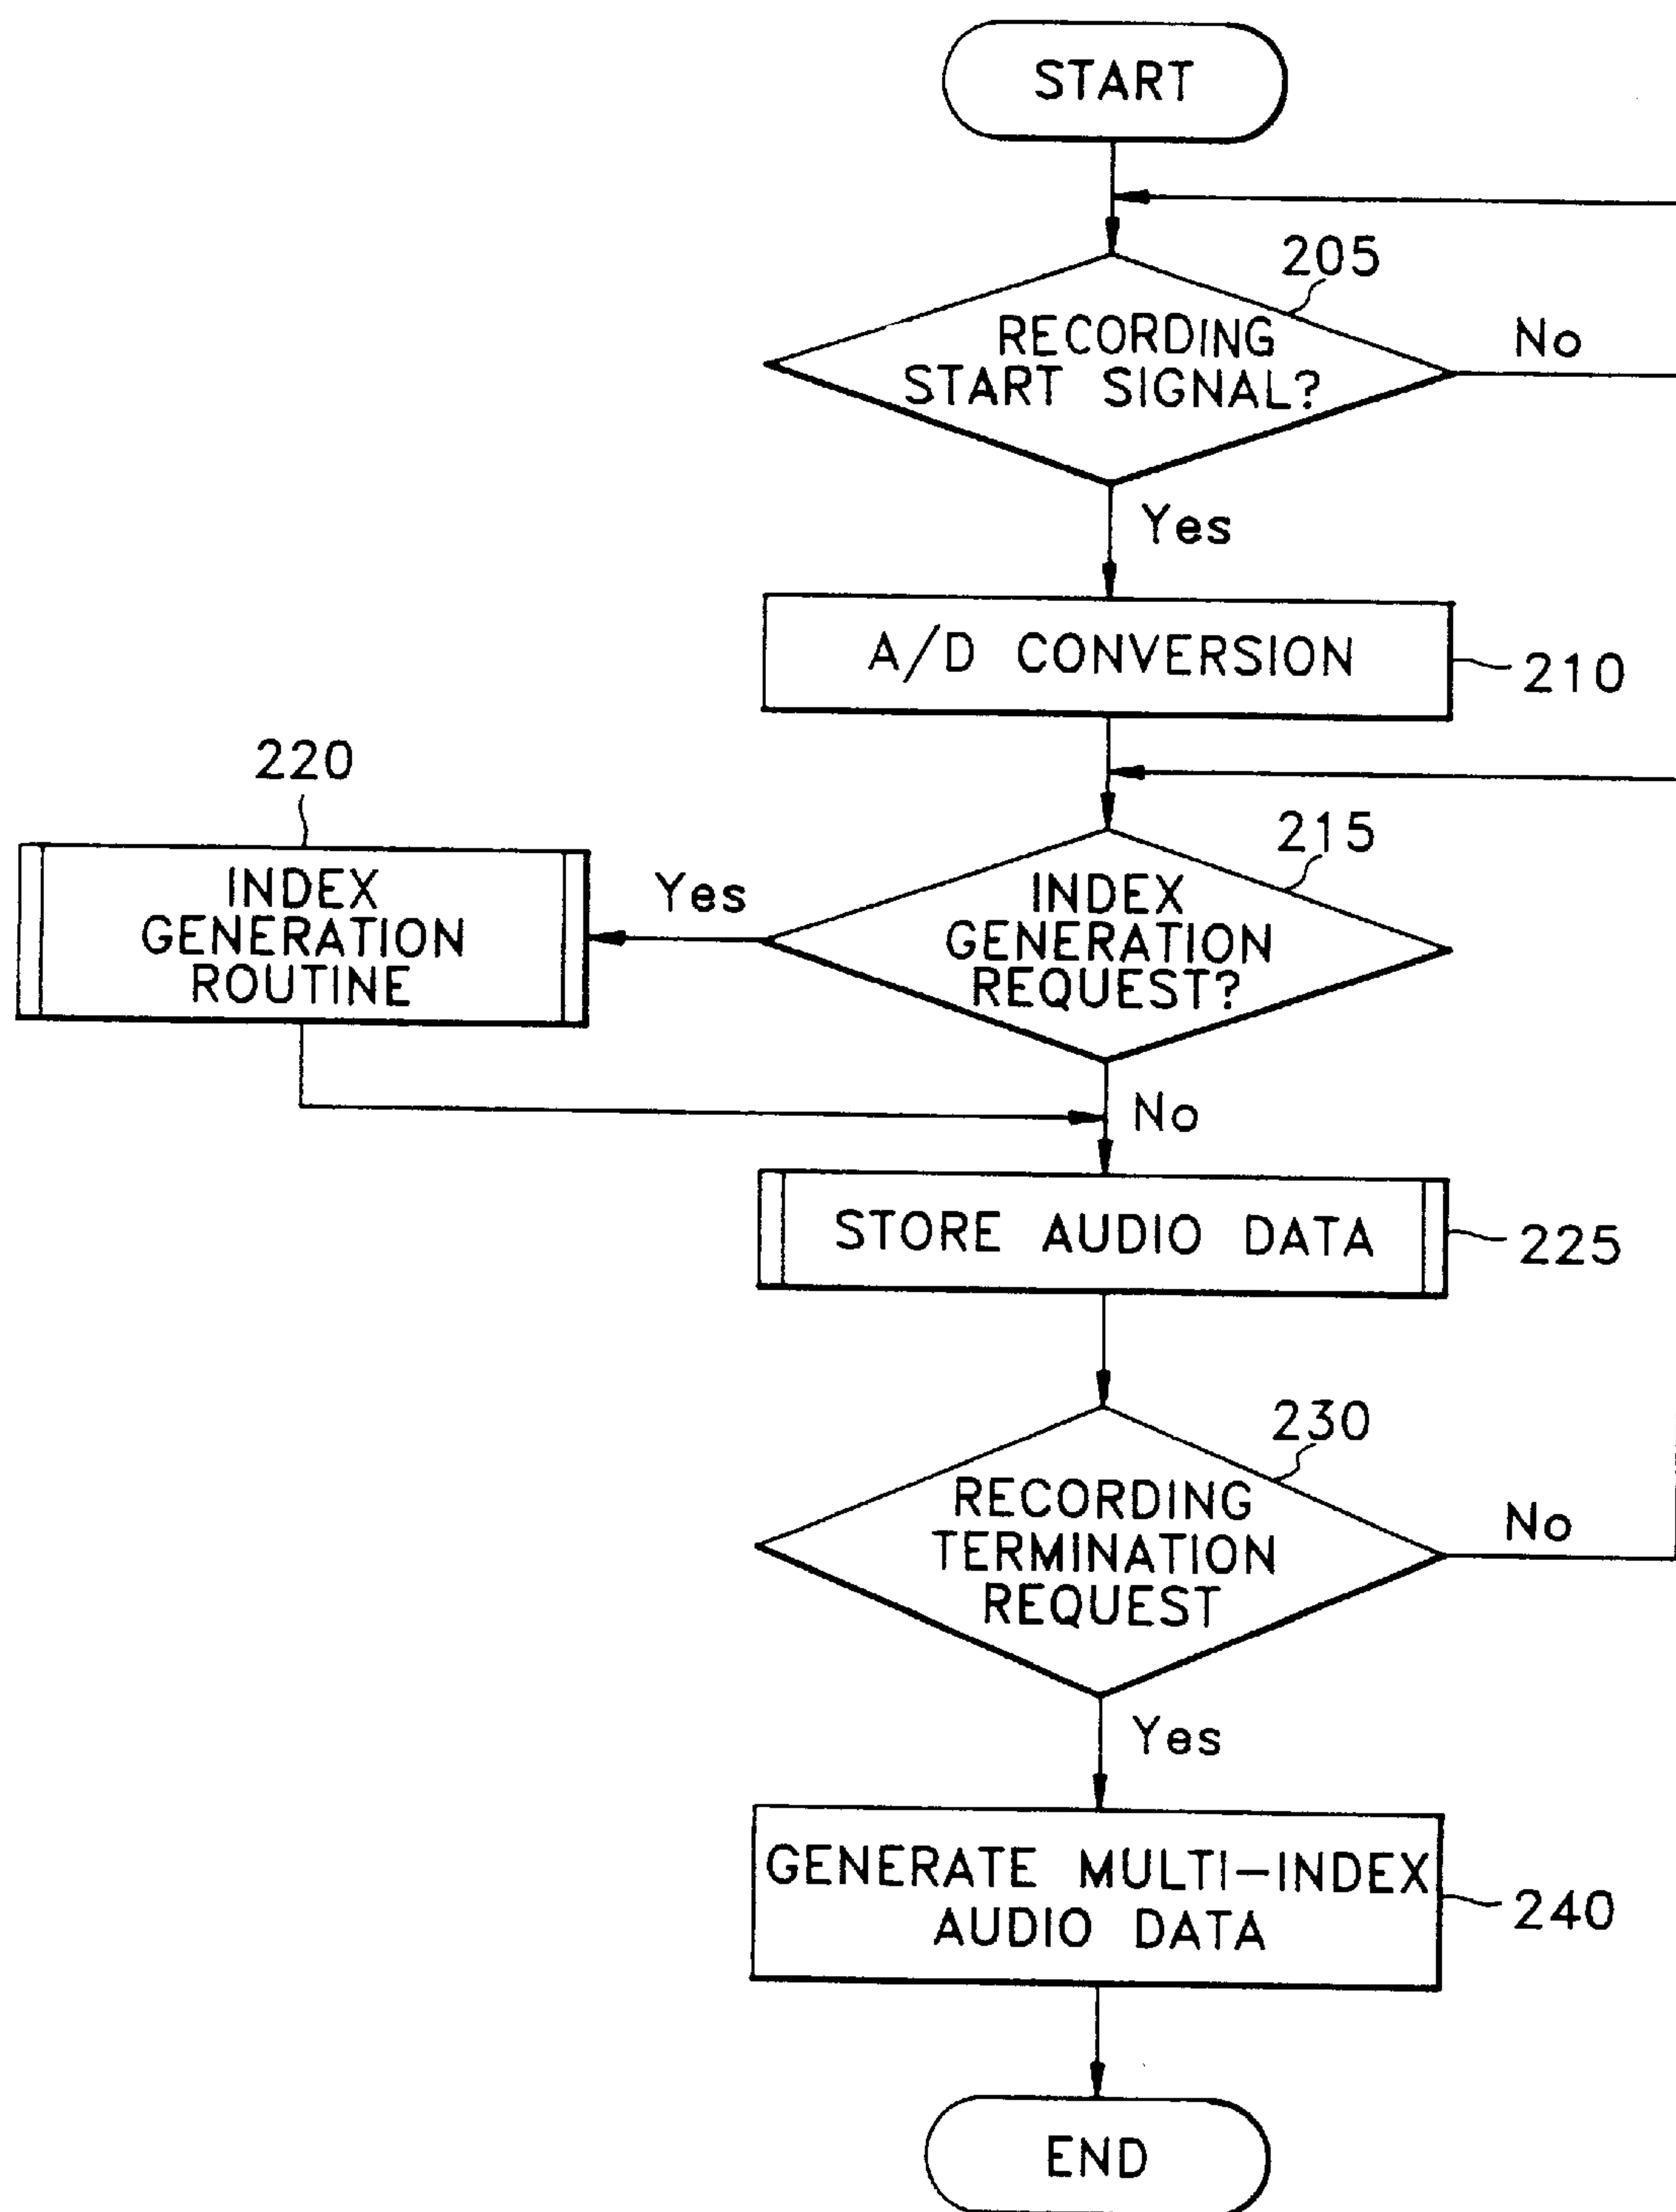 START
205
RECORDING
START SIGNAL?
No
Yes
A/D CONVERSION
210
220
215
INDEX
GENERATION
ROUTINE
Yes
INDEX
GENERATION
REQUEST?
No
STORE AUDIO DATA
225
230
RECORDING
TERMINATION
REQUEST
No
Yes
GENERATE MULTI-INDEX
AUDIO DATA
240
END